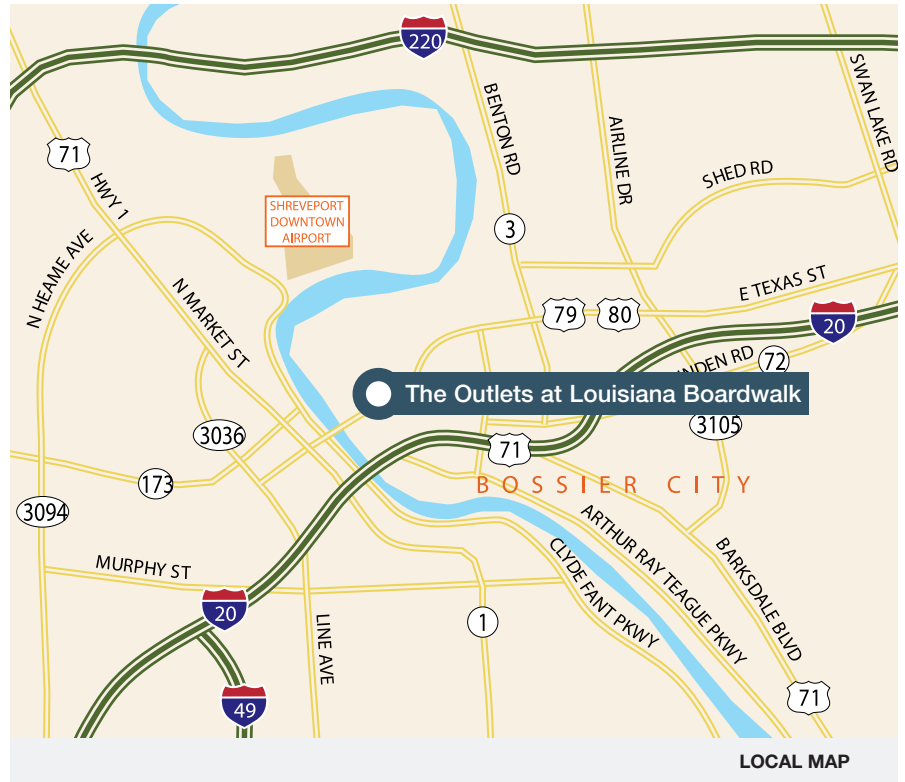 220
71
HWY 1
BENTON RD
AIRLINE DR
SWAN LAKE RD
SHED RD
SHREVEPORT
DOWNTOWN
AIRPORT
3
N HEAME AVE
N MARKET ST
E TEXAS ST
79
80
20
INDEN RD
72
The Outlets at Louisiana Boardwalk
3036
71
3105
173
BOSSIER CITY
3094
ARTHUR RAY TEAGUE PKWY
CLYDE FANT PKWY
BARKSDALE BLVD
MURPHY ST
20
1
LINE AVE
49
71
LOCAL MAP